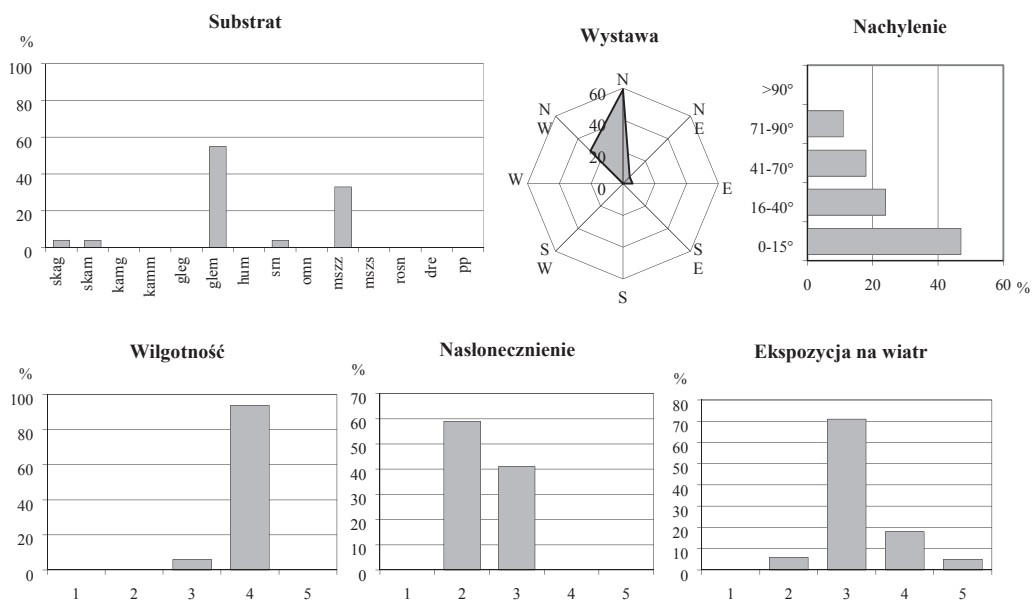 Substrat
%
100
80
60
40
20
0
skag skam kamg kamm gleg glem hum srn omn mszz mszs rosn dre pp
Wystawa
N
N E
E
S E
S
S W
W
N W
60
40
20
0
Nachylenie
>90°
71-90°
41-70°
16-40°
0-15°
0 20 40 60 %
Wilgotność
%
100
80
60
40
20
0
1 2 3 4 5
Nasłonecznienie
%
70
60
50
40
30
20
10
0
1 2 3 4 5
Ekspozycja na wiatr
%
80
70
60
50
40
30
20
10
0
1 2 3 4 5